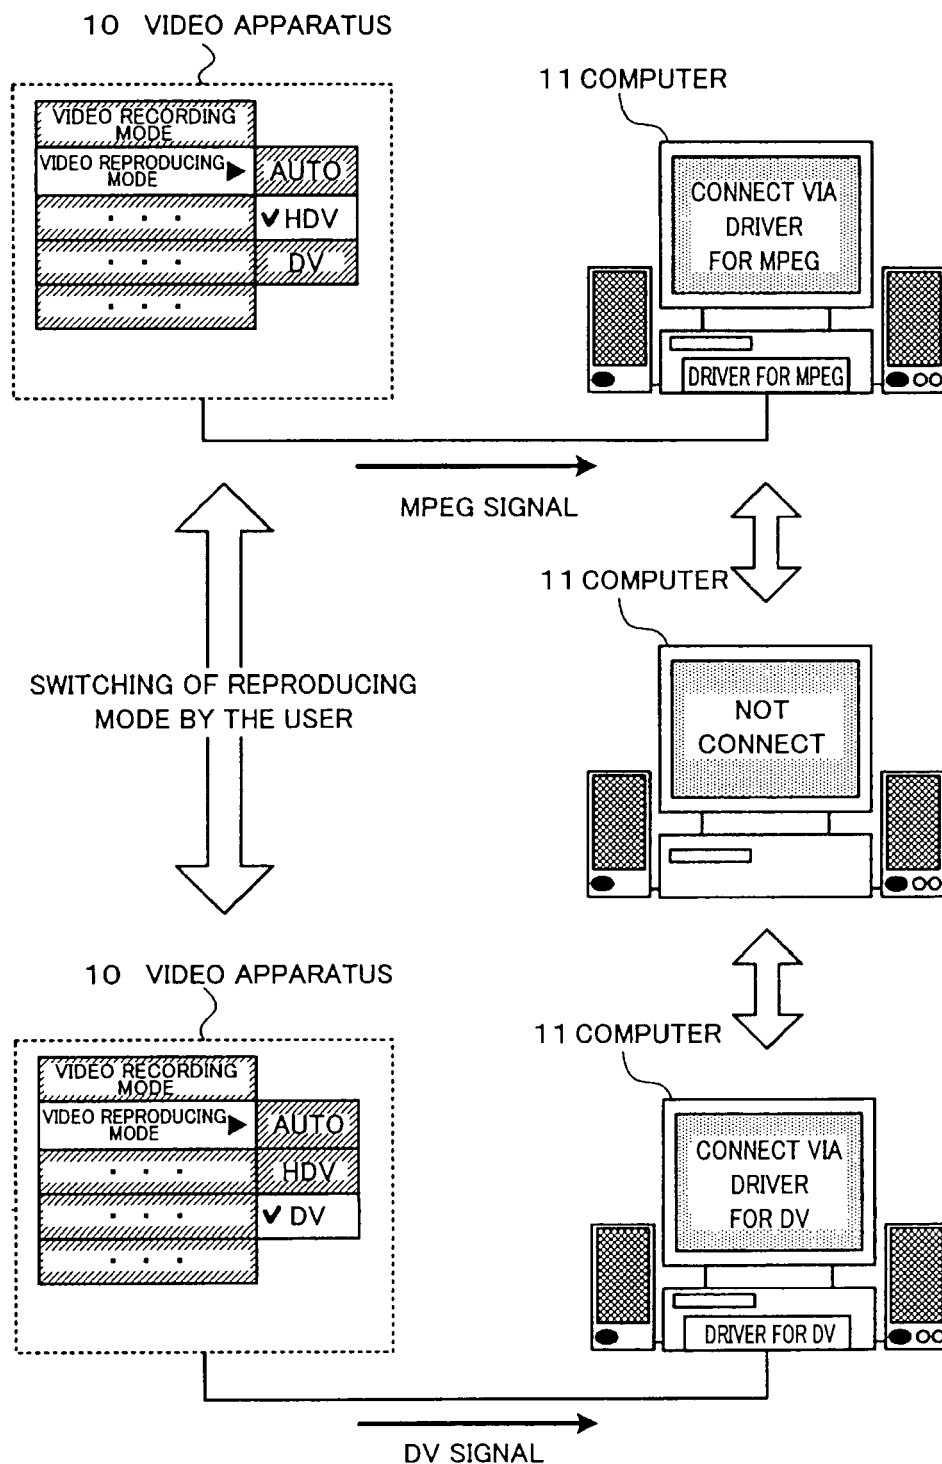 10 VIDEO APPARATUS
11 COMPUTER
VIDEO RECORDING
MODE
VIDEO REPRODUCING
MODE
AUTO
✓HDV
DV
. . .
. . .
. . .
CONNECT VIA
DRIVER
FOR MPEG
DRIVER FOR MPEG
MPEG SIGNAL
11 COMPUTER
SWITCHING OF REPRODUCING
MODE BY THE USER
NOT
CONNECT
10 VIDEO APPARATUS
11 COMPUTER
VIDEO RECORDING
MODE
VIDEO REPRODUCING
MODE
AUTO
HDV
✓DV
. . .
. . .
. . .
CONNECT VIA
DRIVER
FOR DV
DRIVER FOR DV
DV SIGNAL